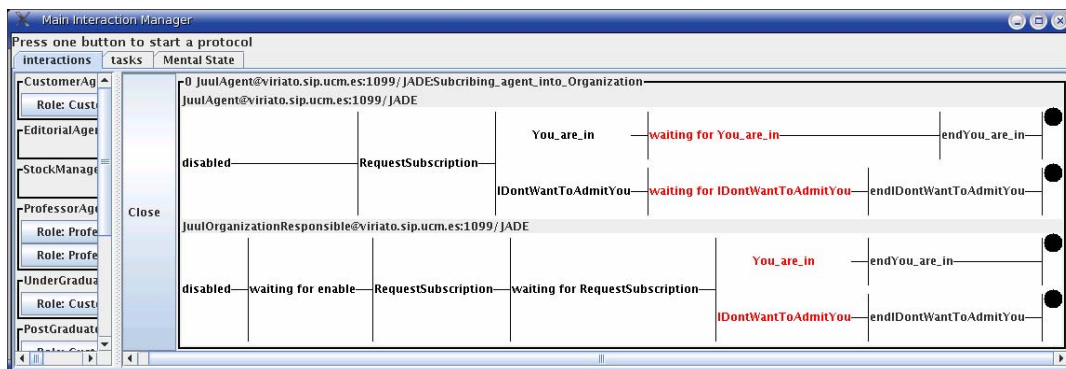 Main Interaction Manager
Press one button to start a protocol
interactions tasks Mental State
CustomerAg
Role: Cust
EditorialAger
StockManage
ProfessorAge
Role: Profe
Role: Profe
UnderGradua
Role: Custo
PostGraduate
Close
0 JuulAgent@viriato.sip.ucm.es:1099/JADE:Subcribing_agent_into_Organization
JuulAgent@viriato.sip.ucm.es:1099/JADE
You_are_in waiting for You_are_in endYou_are_in
disabled RequestSubscription
IDontWantToAdmitYou waiting for IDontWantToAdmitYou endIDontWantToAdmitYou
JuulOrganizationResponsible@viriato.sip.ucm.es:1099/JADE
You_are_in endYou_are_in
disabled waiting for enable RequestSubscription waiting for RequestSubscription
IDontWantToAdmitYou endIDontWantToAdmitYou